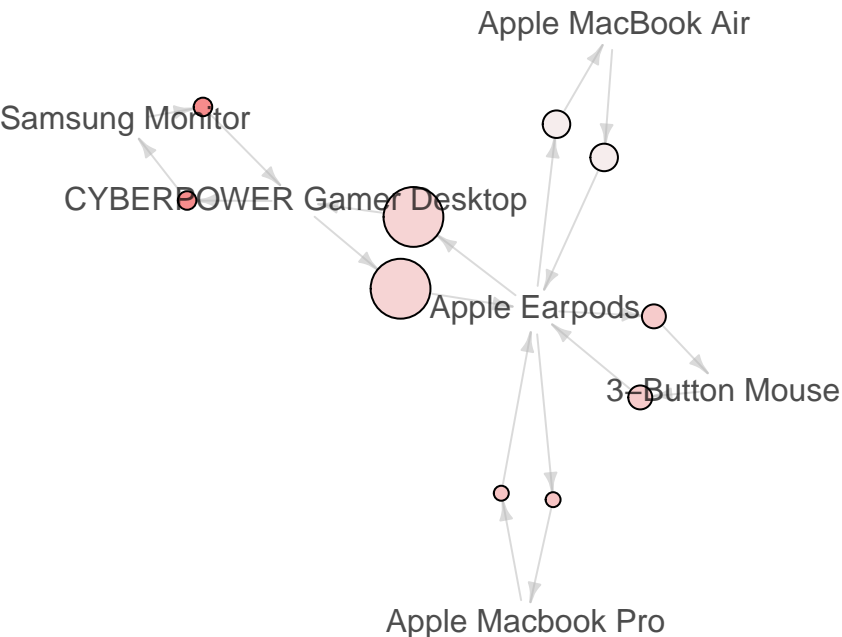 Apple MacBook Air
Samsung Monitor
CYBERPOWER Gamer Desktop
Apple Earpods
3−Button Mouse
Apple Macbook Pro